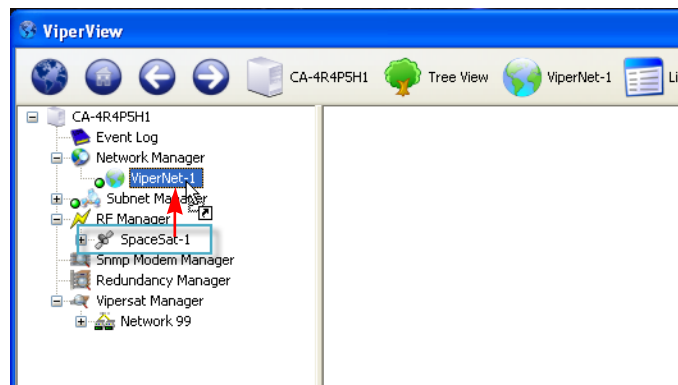 ViperView
CA-4R4P5H1 Tree View ViperNet-1 Li
CA-4R4P5H1
Event Log
Network Manager
ViperNet-1
Subnet Manager
RF Manager
SpaceSat-1
Snmp Modem Manager
Redundancy Manager
Vipersat Manager
Network 99